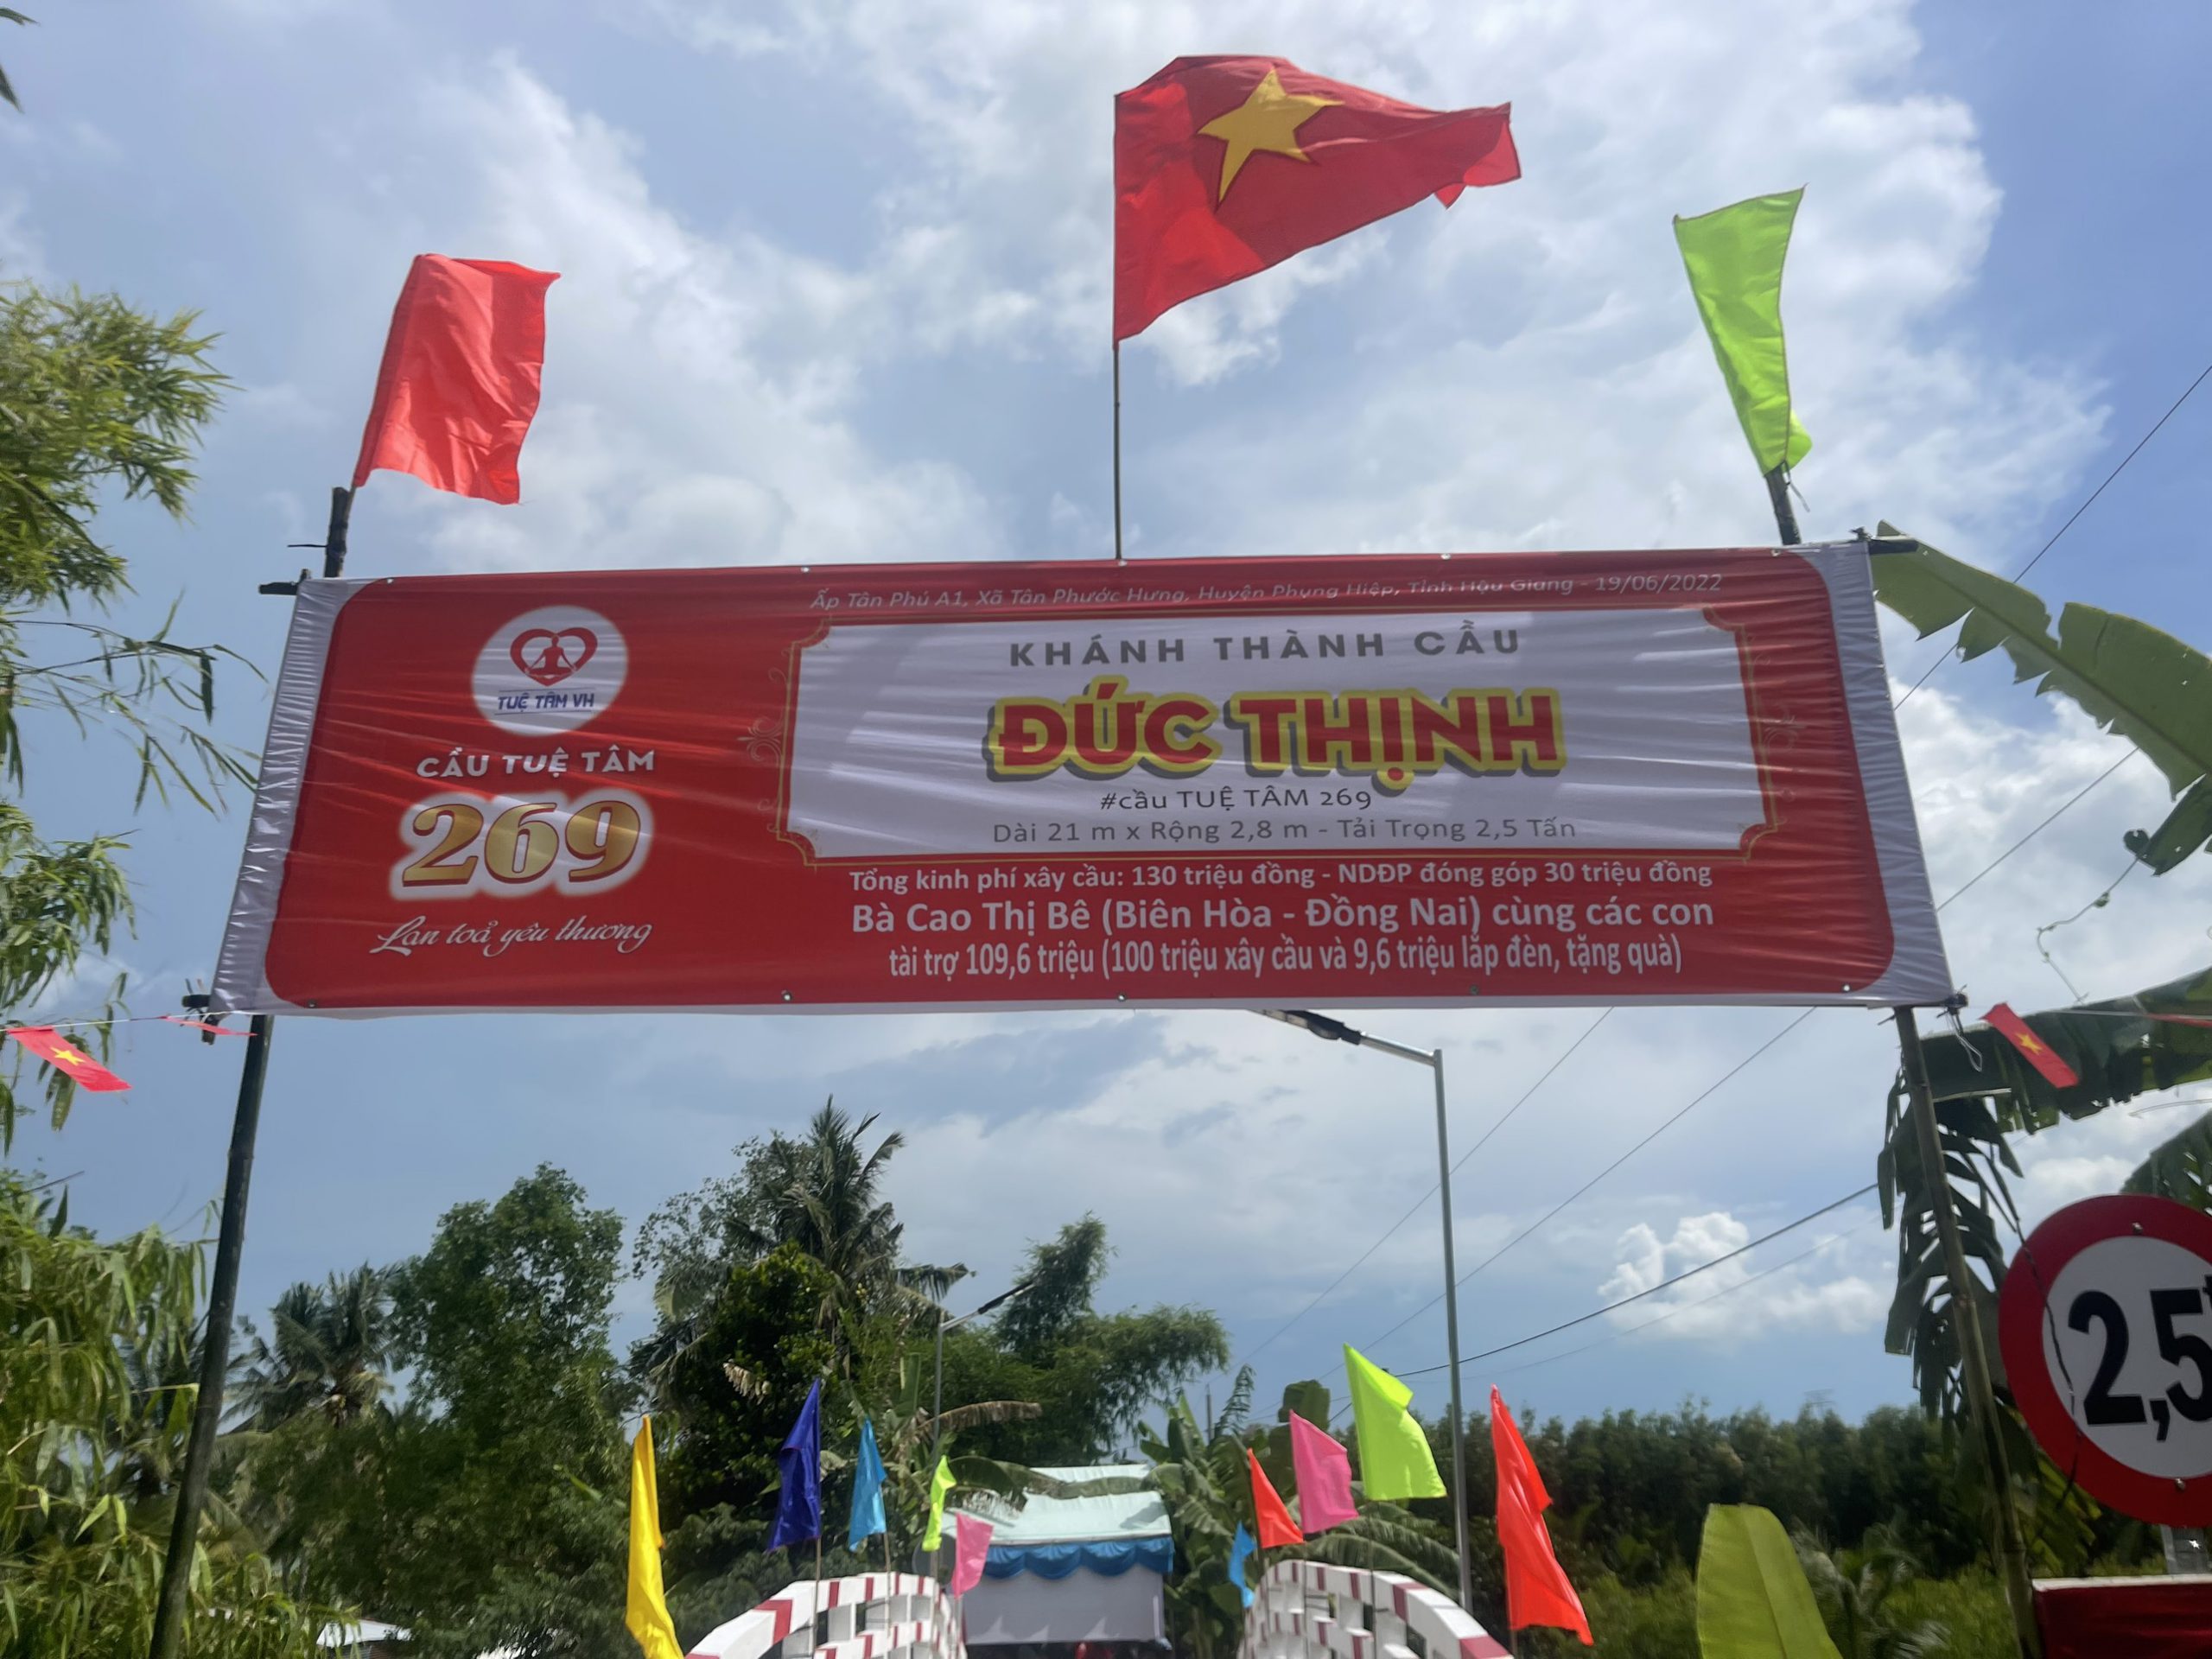 Ấp Tân Phú A1, Xã Tân Phước Hưng, Huyện Phụng Hiệp, Tỉnh Hậu Giang - 19/06/2022
TUỆ TÂM VH
CẦU TUỆ TÂM
269
Lan toả yêu thương
KHÁNH THÀNH CẦU
ĐỨC THỊNH
#cầu TUỆ TÂM 269
Dài 21 m x Rộng 2,8 m - Tải Trọng 2,5 Tấn
Tổng kinh phí xây cầu: 130 triệu đồng - NDĐP đóng góp 30 triệu đồng
Bà Cao Thị Bê (Biên Hòa - Đồng Nai) cùng các con
tài trợ 109,6 triệu (100 triệu xây cầu và 9,6 triệu lắp đèn, tặng quà)
2,5